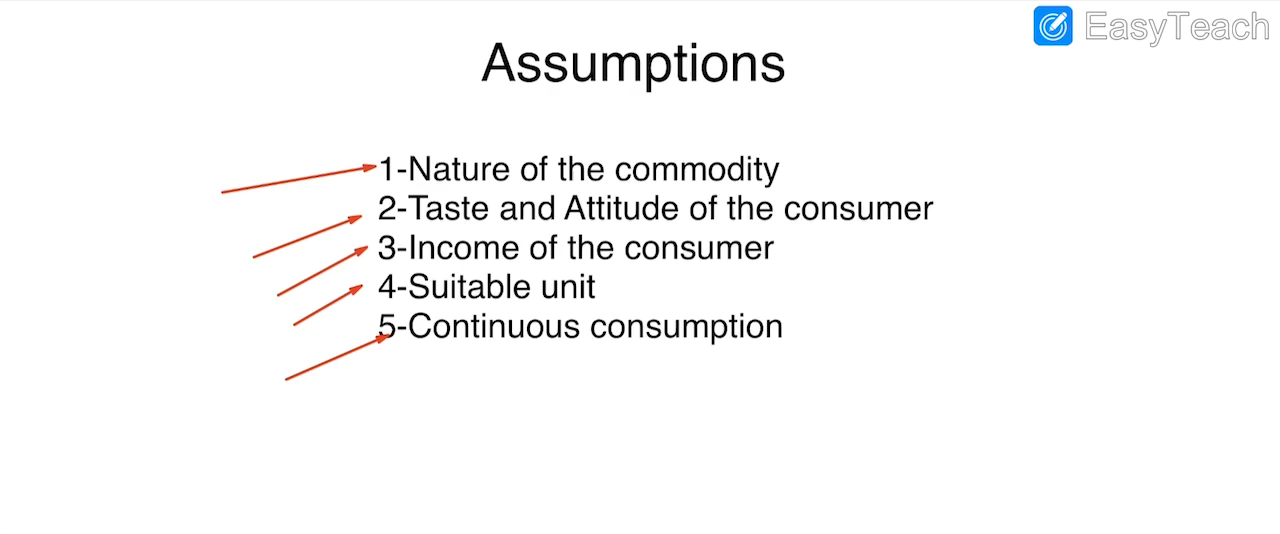 EasyTeach
Assumptions
1-Nature of the commodity
2-Taste and Attitude of the consumer
3-Income of the consumer
4-Suitable unit
5-Continuous consumption